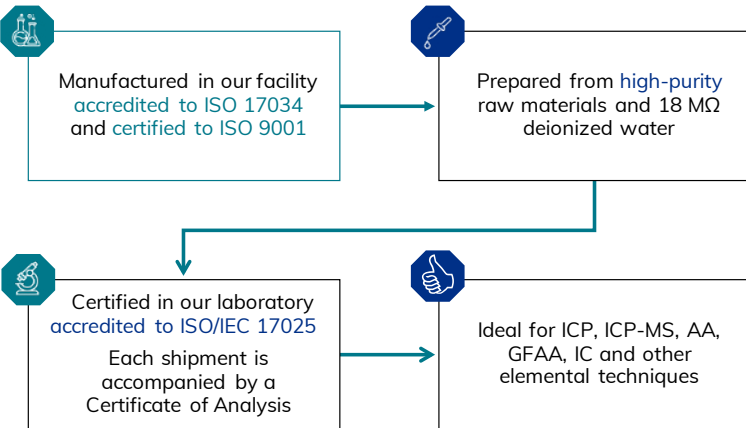 Manufactured in our facility
accredited to ISO 17034
and certified to ISO 9001
Prepared from high-purity
raw materials and 18 MΩ
deionized water
Certified in our laboratory
accredited to ISO/IEC 17025
Each shipment is
accompanied by a
Certificate of Analysis
Ideal for ICP, ICP-MS, AA,
GFAA, IC and other
elemental techniques